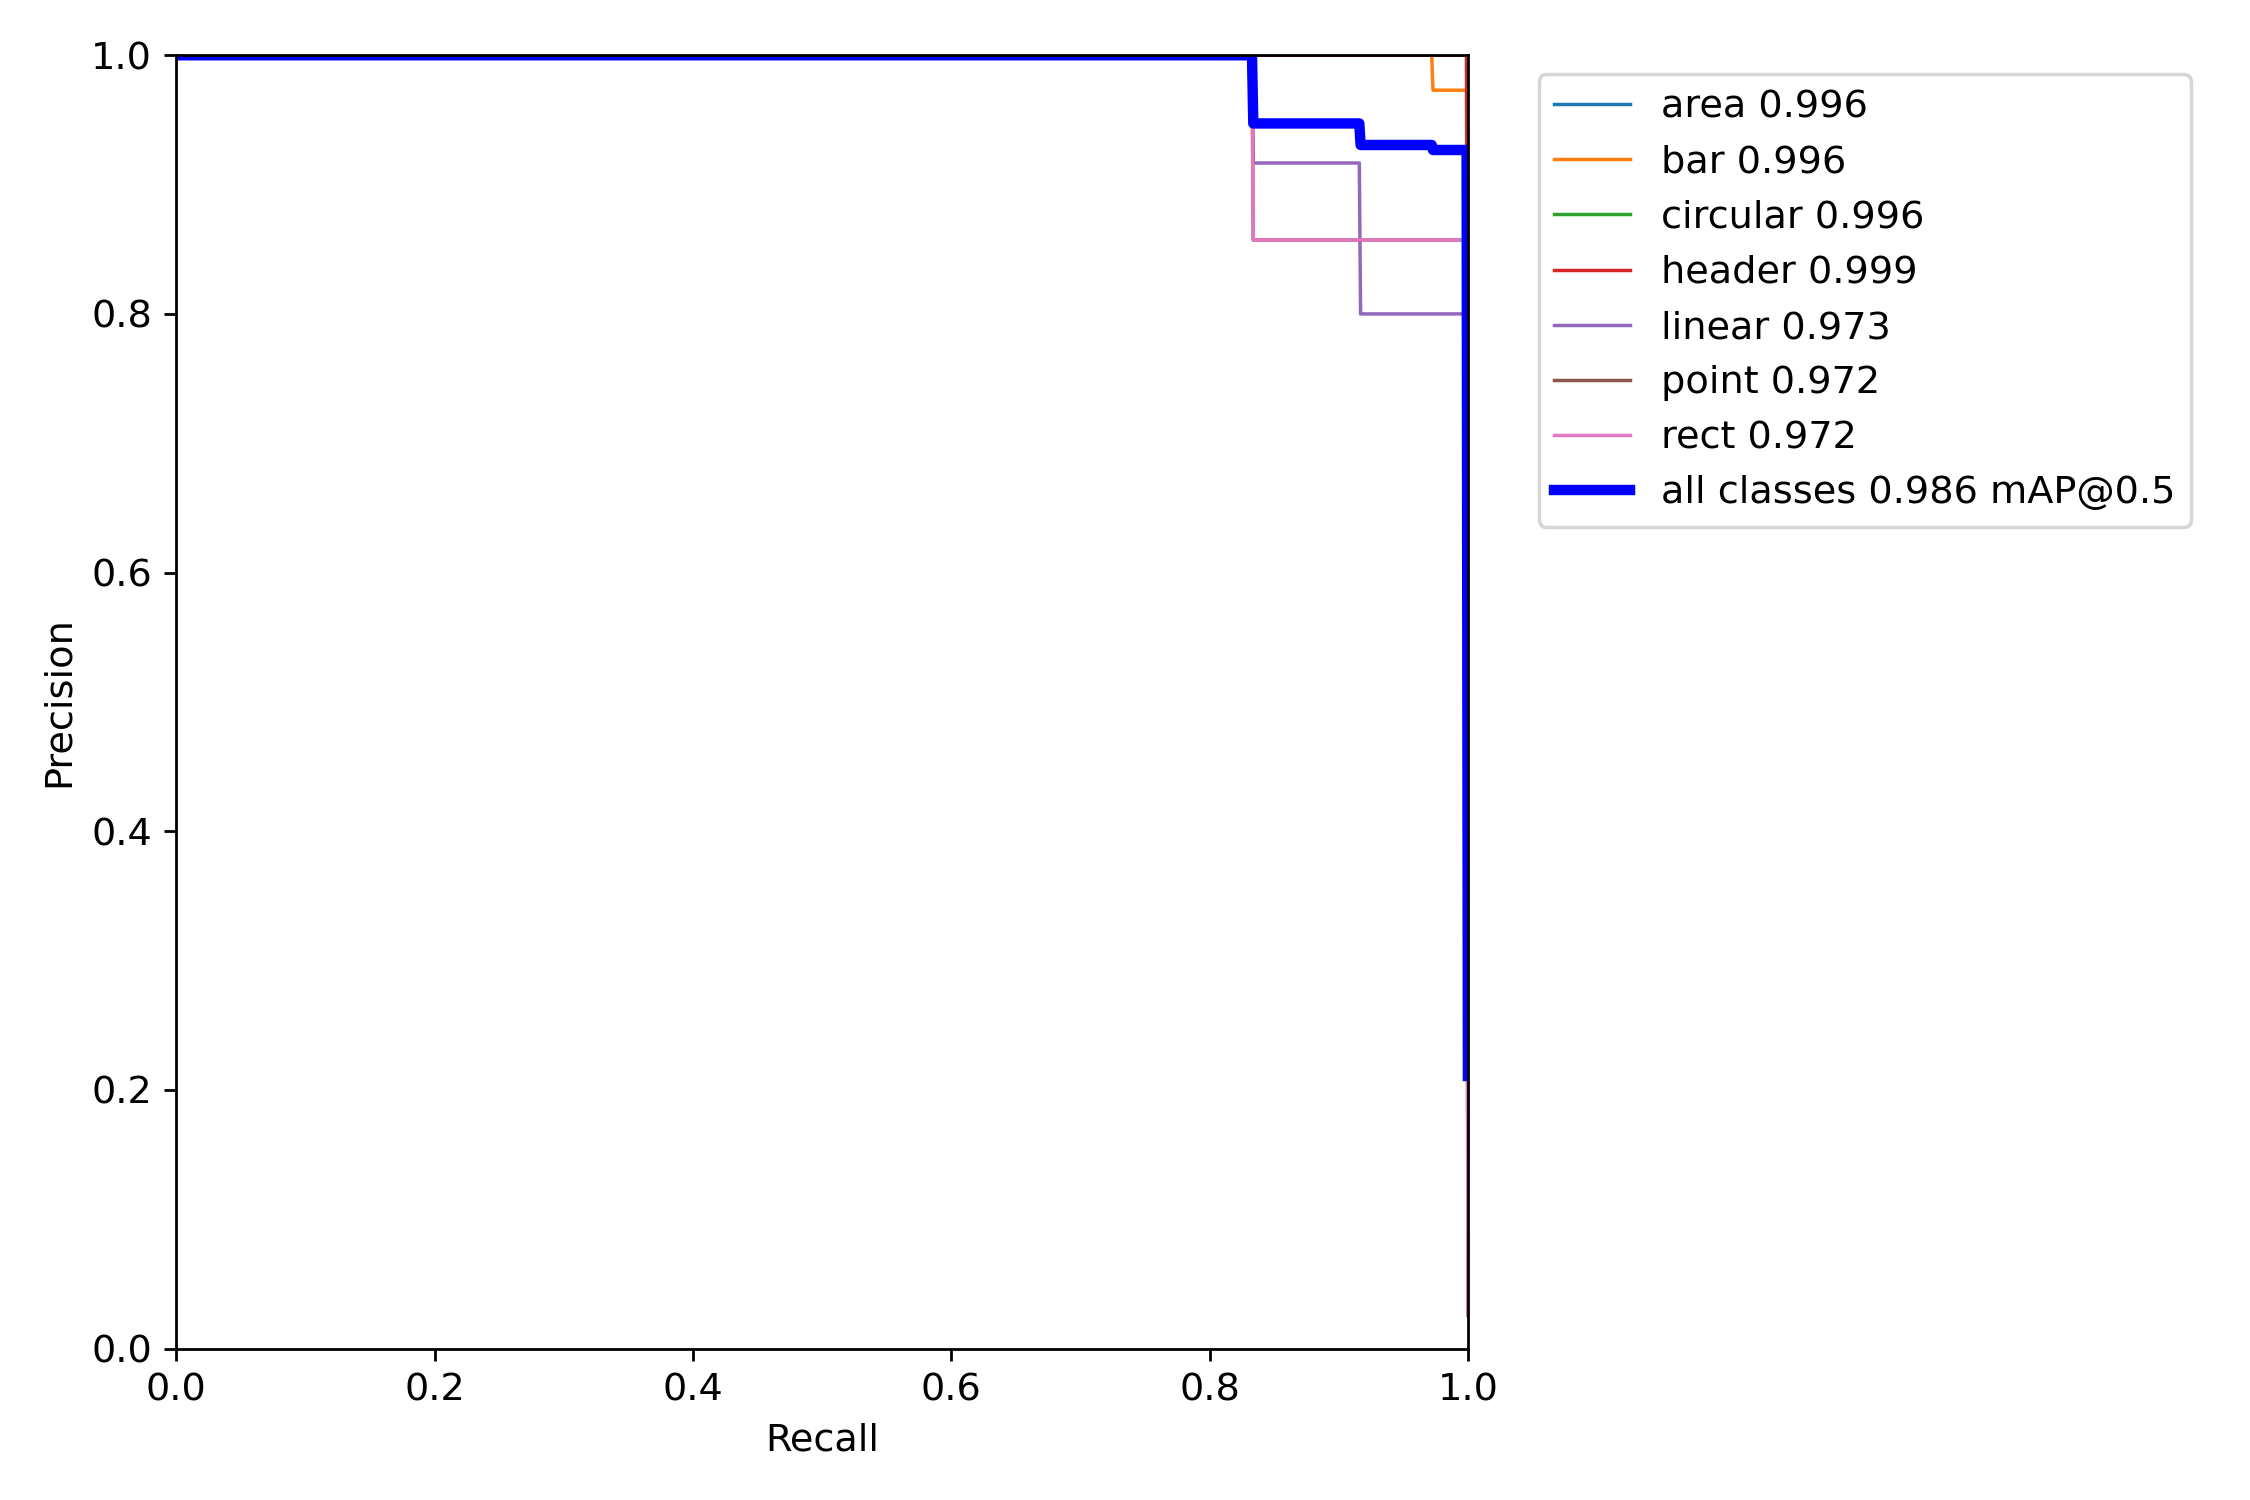 1.0
0.8
0.6
0.4
0.2
0.0
0.0 0.2 0.4 0.6 0.8 1.0
Precision
Recall
area 0.996
bar 0.996
circular 0.996
header 0.999
linear 0.973
point 0.972
rect 0.972
all classes 0.986 mAP@0.5